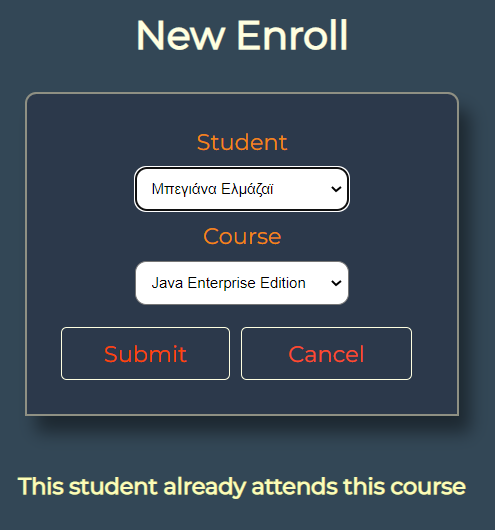 New Enroll
Student
Μπεγιάνα Ελμάζαϊ
Course
Java Enterprise Edition
Submit Cancel
This student already attends this course